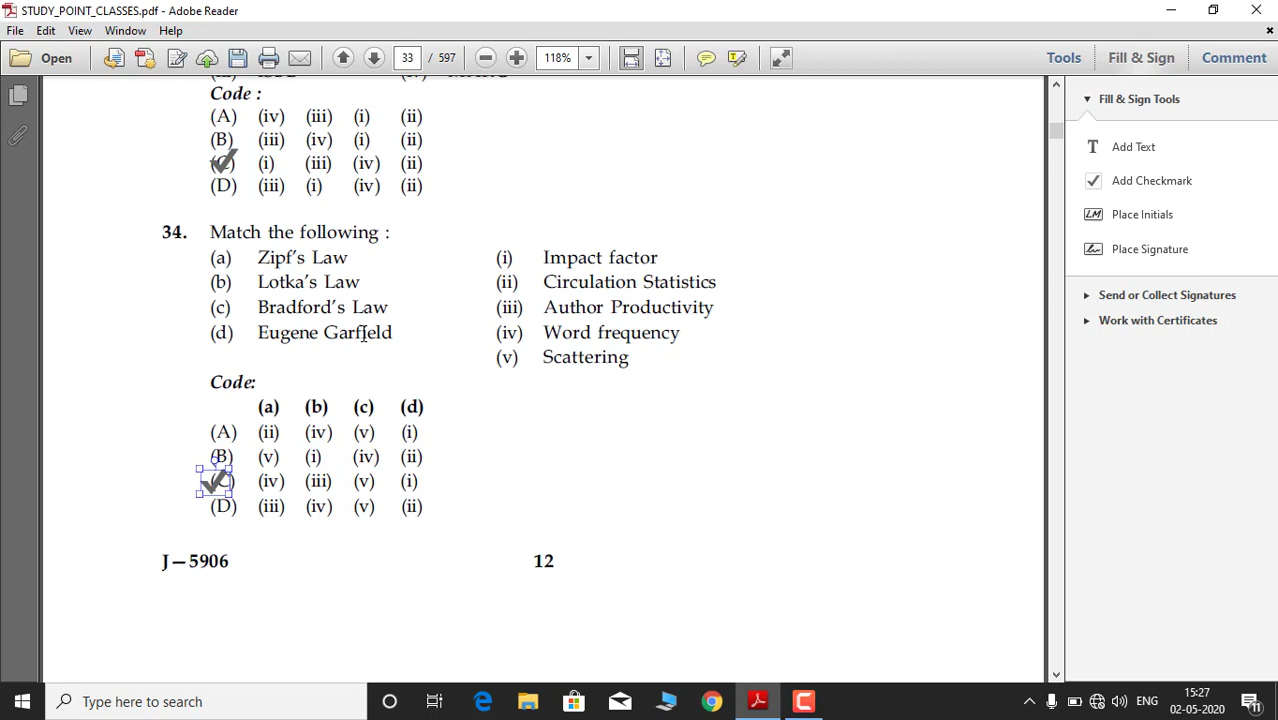 STUDY_POINT_CLASSES.pdf - Adobe Reader
File Edit View Window Help
Open 33 / 597 118% Tools Fill & Sign Comment
Code :
(A) (iv) (iii) (i) (ii)
(B) (iii) (iv) (i) (ii)
(C) (i) (iii) (iv) (ii)
(D) (iii) (i) (iv) (ii)
34. Match the following :
(a) Zipf's Law (i) Impact factor
(b) Lotka's Law (ii) Circulation Statistics
(c) Bradford's Law (iii) Author Productivity
(d) Eugene Garfield (iv) Word frequency
(v) Scattering
Code:
(a) (b) (c) (d)
(A) (ii) (iv) (v) (i)
(B) (v) (i) (iv) (ii)
(C) (iv) (iii) (v) (i)
(D) (iii) (iv) (v) (ii)
J—5906 12
Fill & Sign Tools
T Add Text
Add Checkmark
LM Place Initials
Place Signature
Send or Collect Signatures
Work with Certificates
Type here to search
ENG
15:27
02-05-2020
11